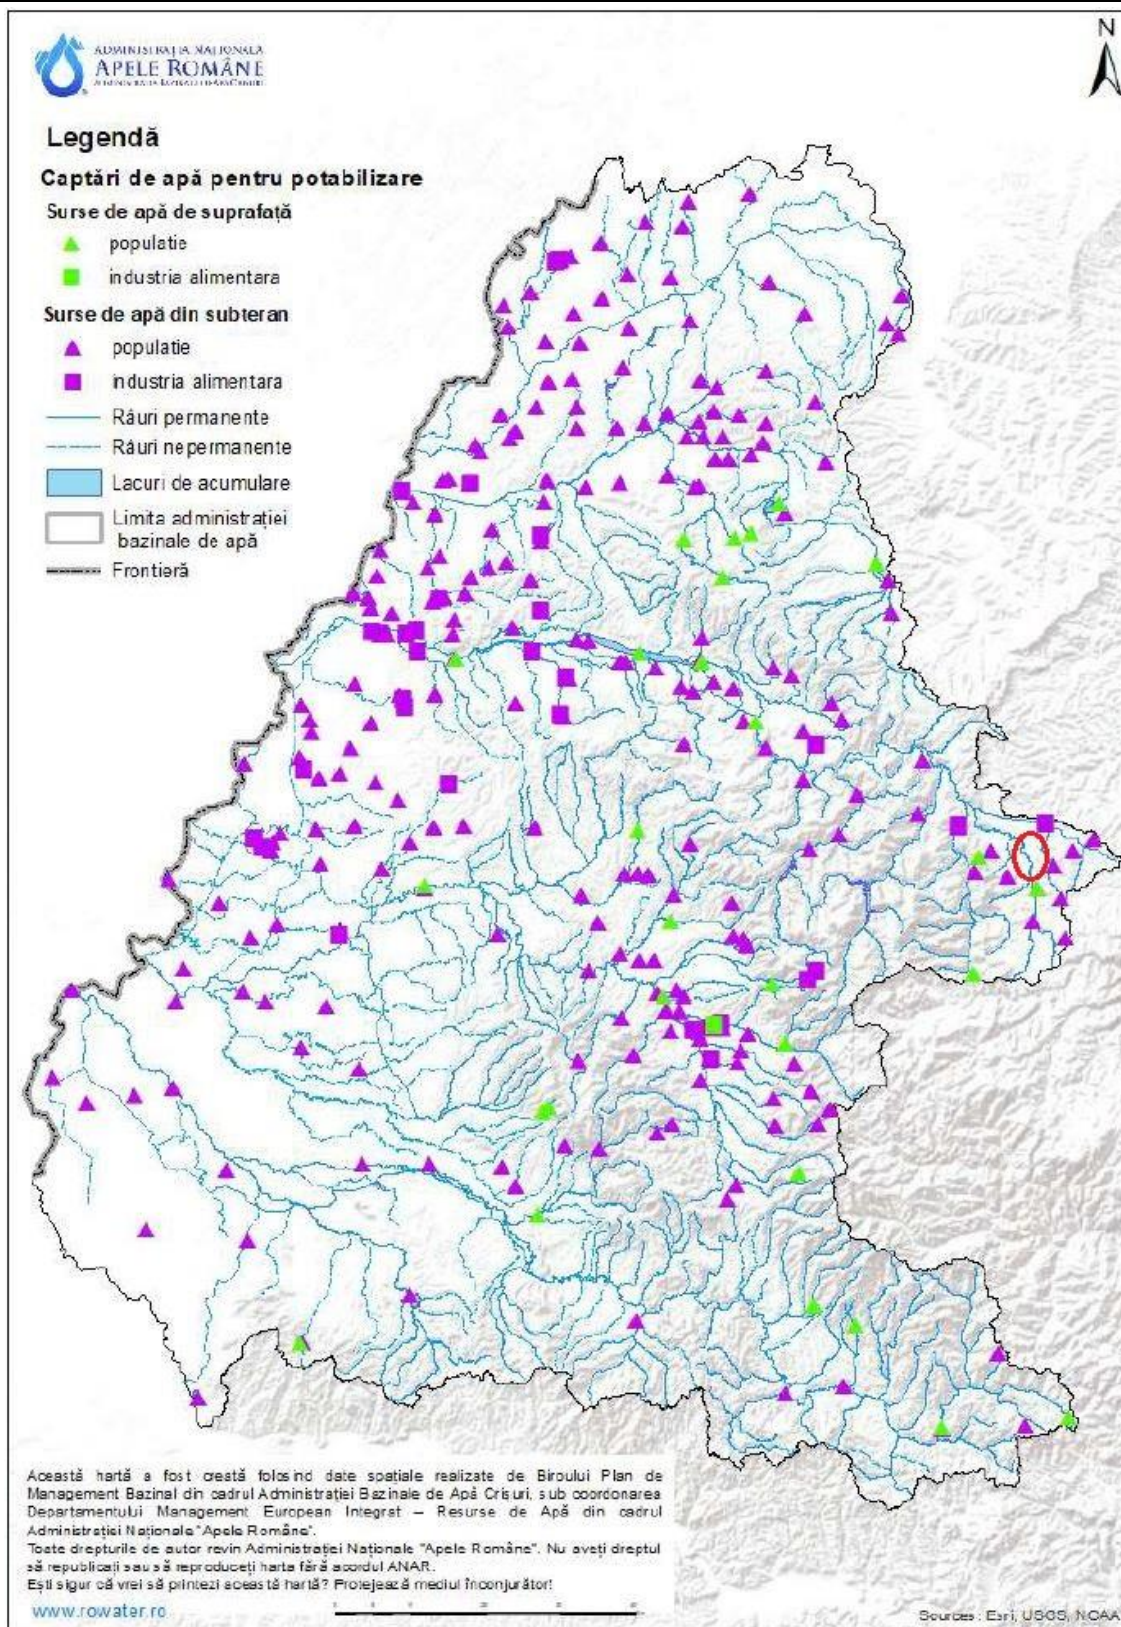 ADMINISTRAȚIA NAȚIONALĂ
APELE ROMÂNE
N
Legendă
Captări de apă pentru potabilizare
Surse de apă de suprafață
populatie
industria alimentara
Surse de apă din subteran
populatie
industria alimentara
Râuri permanente
Râuri nepermanente
Lacuri de acumulare
Limita administrației
bazinale de apă
Frontieră
Această hartă a fost creată folosind date spațiale realizate de Biroului Plan de
Management Bazinal din cadrul Administrației Bazinale de Apă Crișuri, sub coordonarea
Departamentului Management European Integrat – Resurse de Apă din cadrul
Administrației Naționale "Apele Române".
Toate drepturile de autor revin Administrației Naționale "Apele Române". Nu aveți dreptul
să republicați sau să reproduceți harta fără acordul ANAR.
Ești sigur că vrei să printezi această hartă? Protejează mediul înconjurător!
www.rowater.ro
Sources: Esri, USGS, NOAA